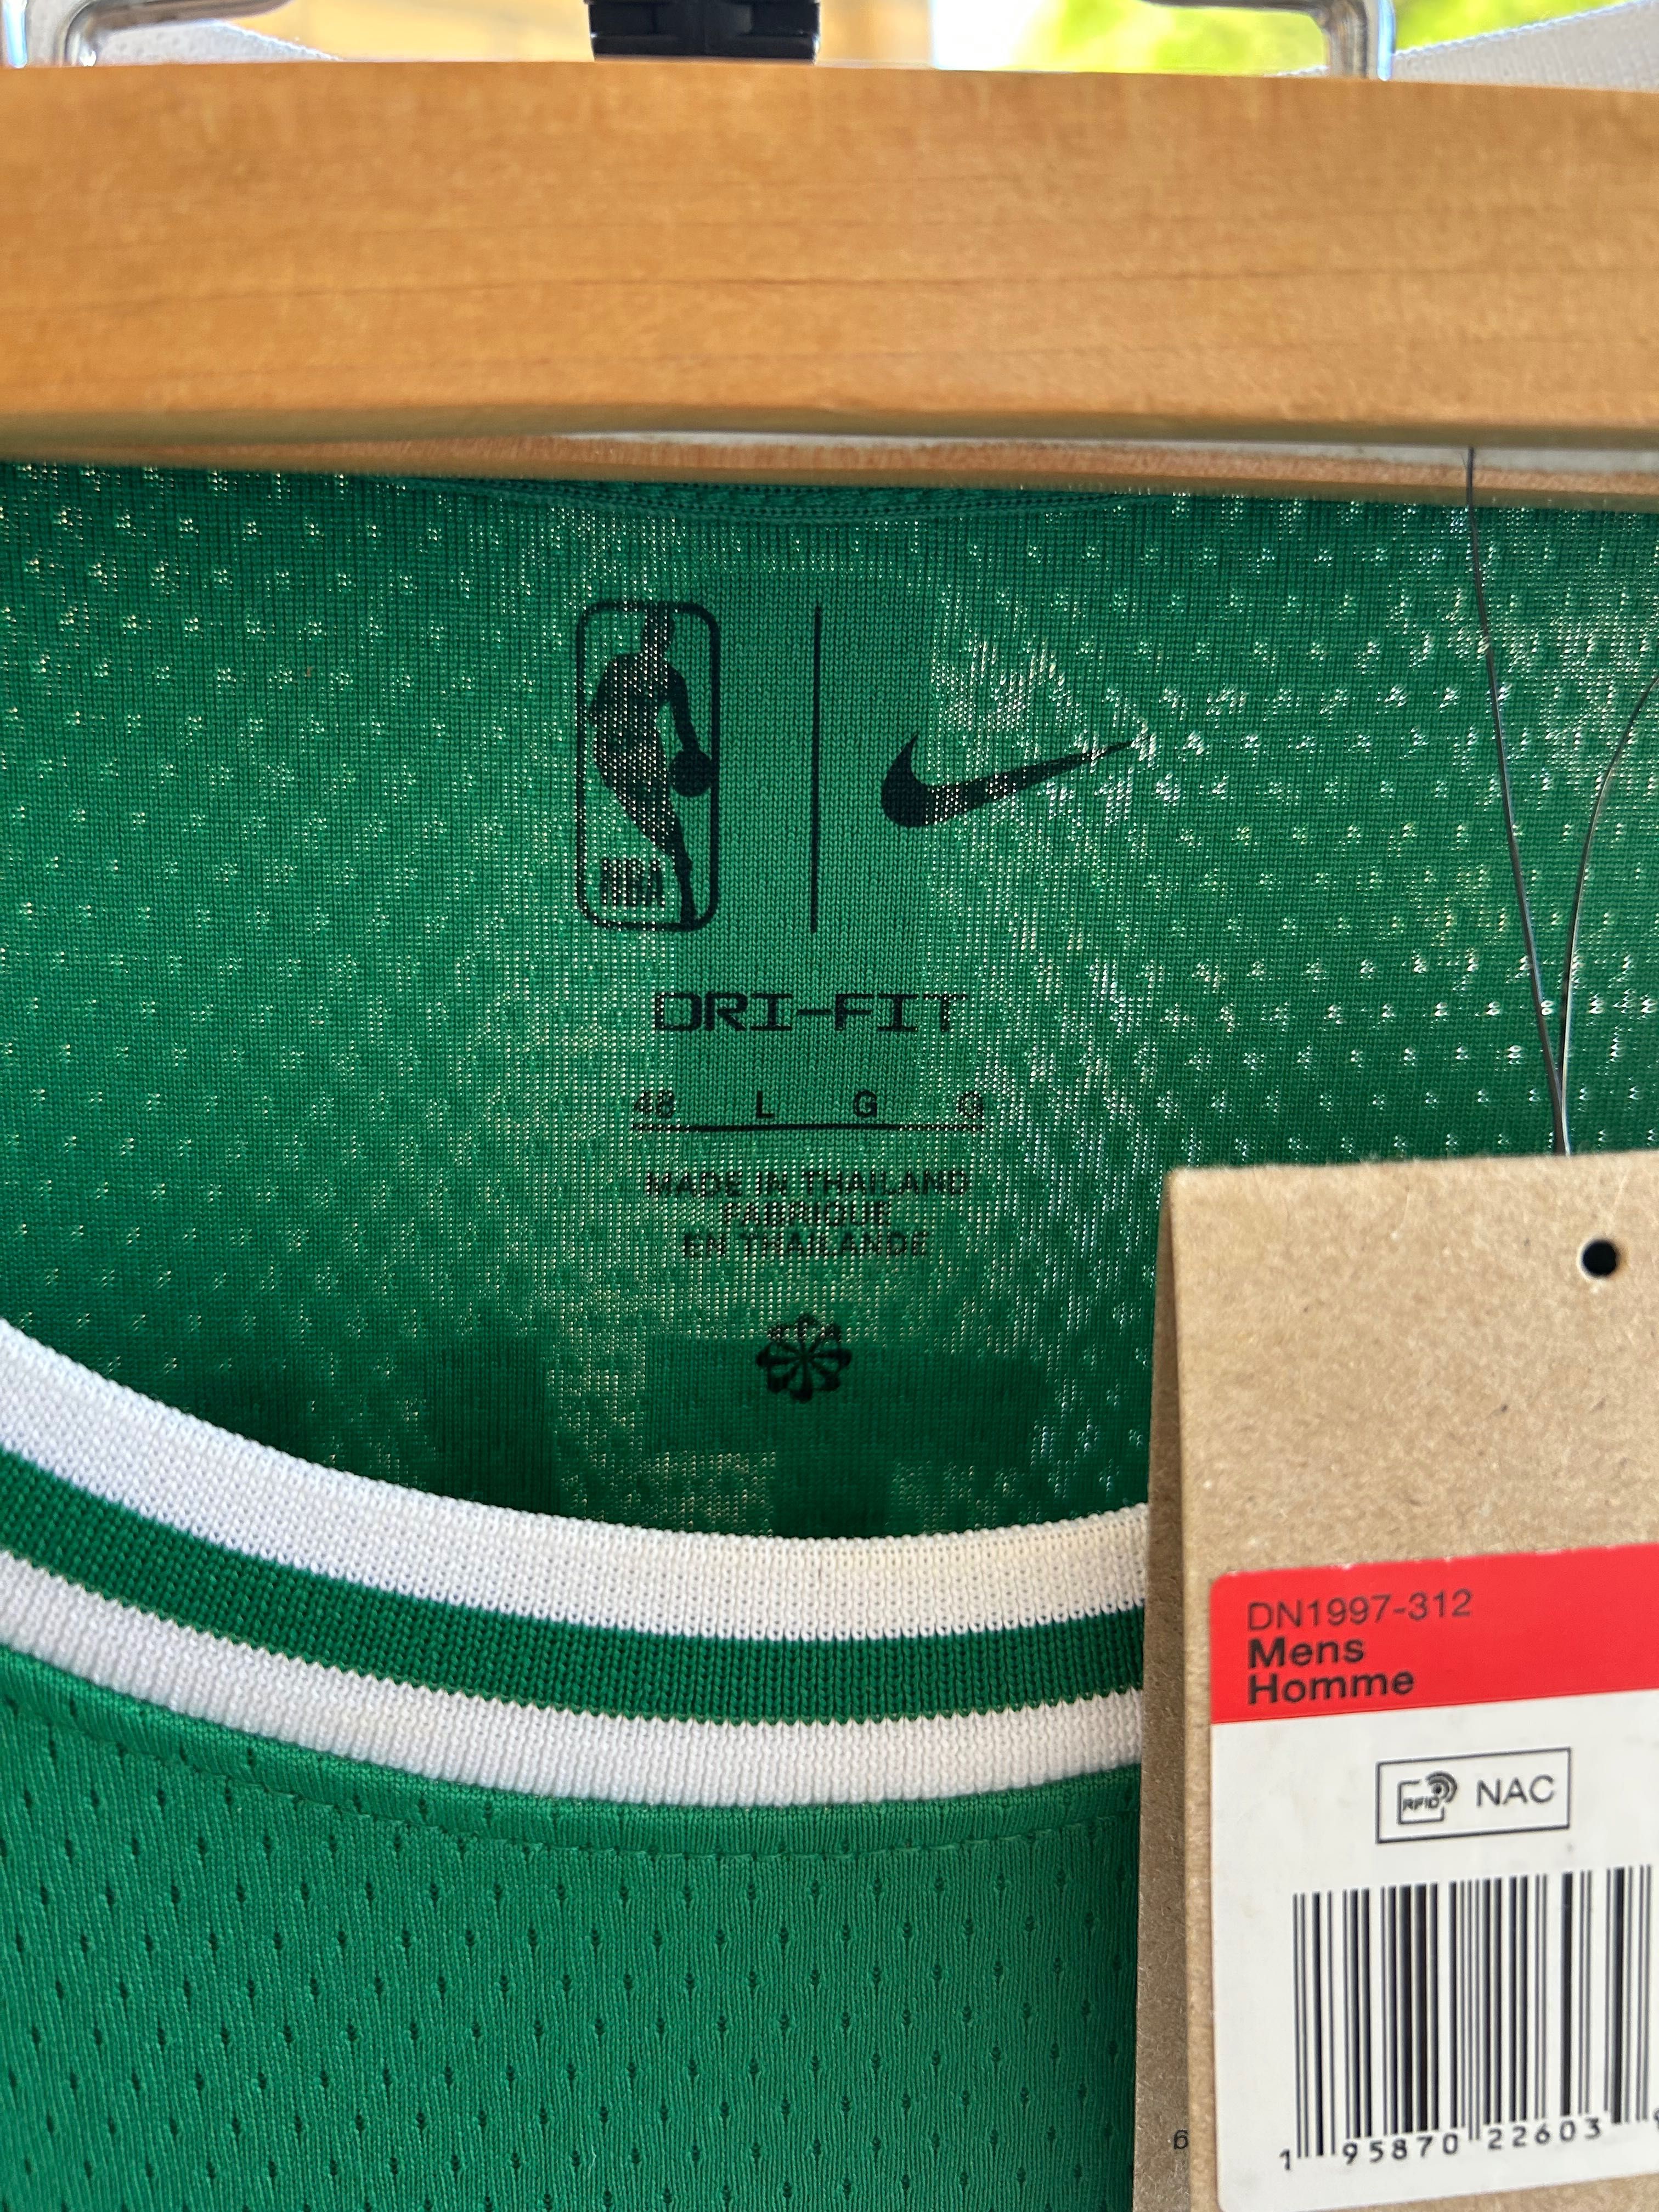 NBA
DRI-FIT
48 L G G
MADE IN THAILAND
FABRIQUE
EN THAILANDE
DN1997-312
Mens
Homme
RFID NAC
1 95870 22603